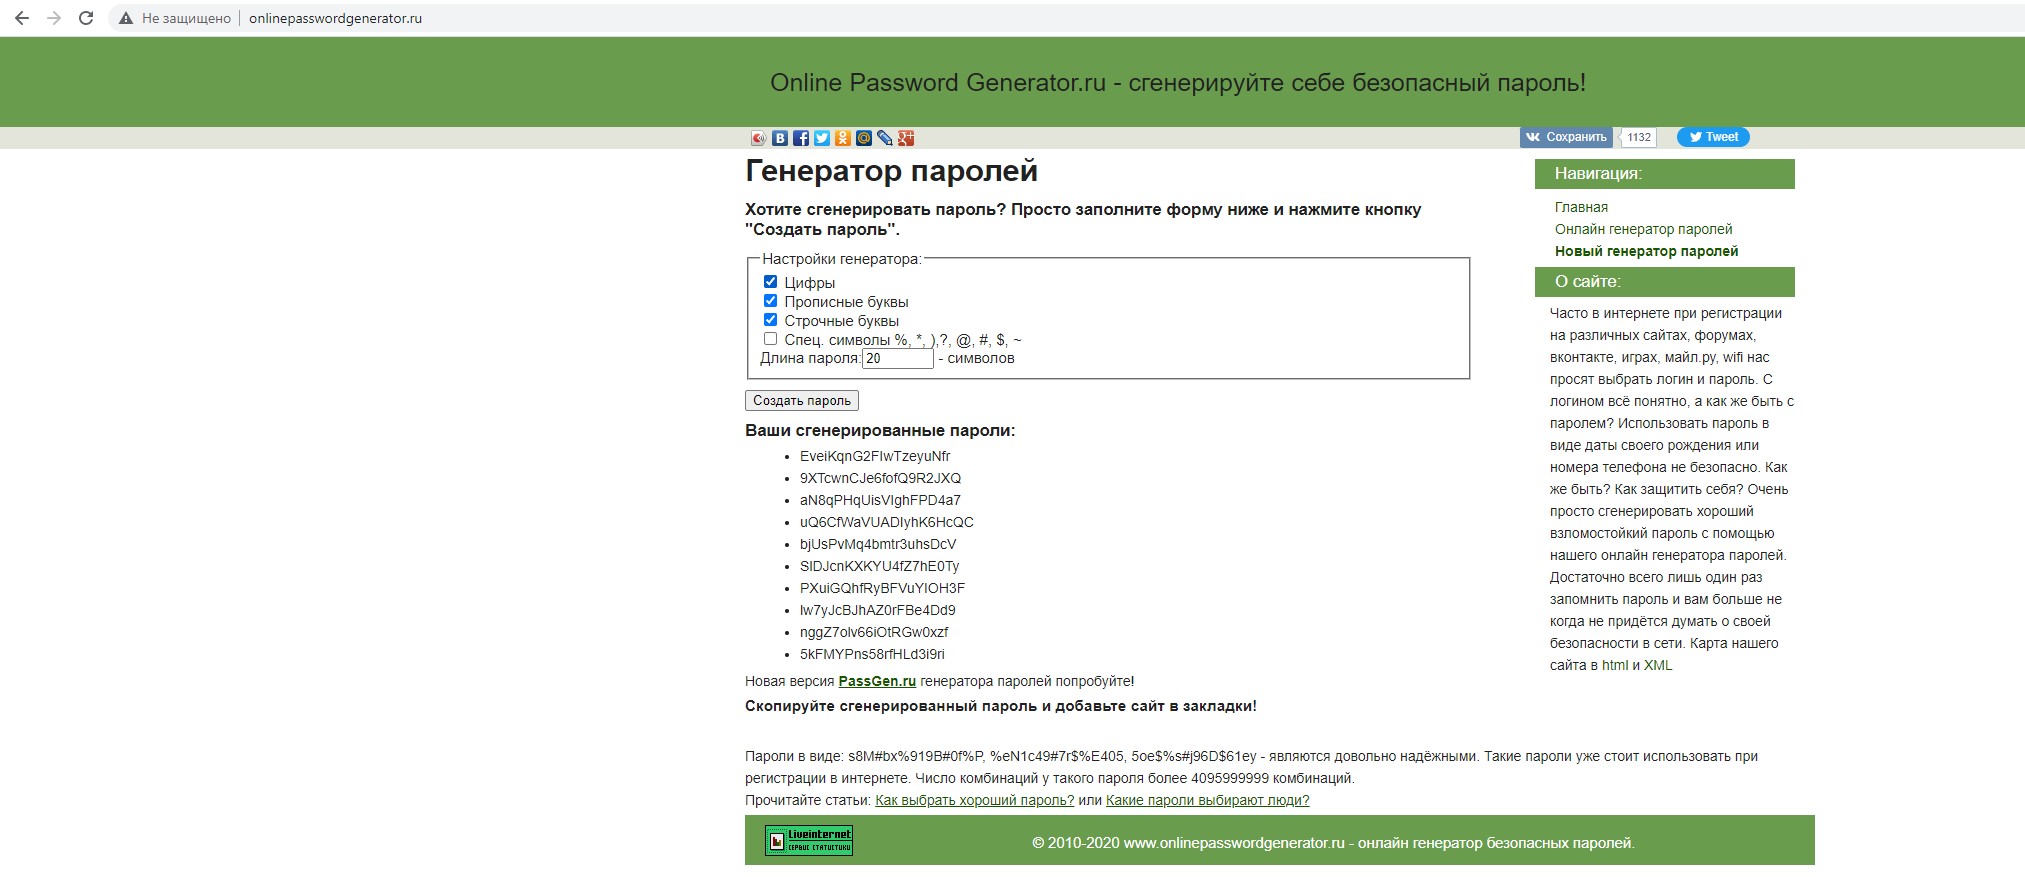 Не защищено | onlinepasswordgenerator.ru
Online Password Generator.ru - сгенерируйте себе безопасный пароль!
Сохранить 1132 Tweet
Генератор паролей
Хотите сгенерировать пароль? Просто заполните форму ниже и нажмите кнопку
"Создать пароль".
Настройки генератора:
Цифры
Прописные буквы
Строчные буквы
Спец. символы %, *, ),?, @, #, $, ~
Длина пароля: 20 - символов
Создать пароль
Ваши сгенерированные пароли:
EveiKqnG2FIwTzeyuNfr
9XTcwnCJe6fofQ9R2JXQ
aN8qPHqUisVIghFPD4a7
uQ6CfWaVUADIyhK6HcQC
bjUsPvMq4bmtr3uhsDcV
SIDJcnKXKYU4fZ7hE0Ty
PXuiGQhfRyBFVuYIOH3F
Iw7yJcBJhAZ0rFBe4Dd9
nggZ7olv66iOtRGw0xzf
5kFMYPns58rfHLd3i9ri
Новая версия PassGen.ru генератора паролей попробуйте!
Скопируйте сгенерированный пароль и добавьте сайт в закладки!
Пароли в виде: s8M#bx%919B#0f%P, %eN1c49#7r$%E405, 5oe$%s#j96D$61ey - являются довольно надёжными. Такие пароли уже стоит использовать при
регистрации в интернете. Число комбинаций у такого пароля более 4095999999 комбинаций.
Прочитайте статьи: Как выбрать хороший пароль? или Какие пароли выбирают люди?
Навигация:
Главная
Онлайн генератор паролей
Новый генератор паролей
О сайте:
Часто в интернете при регистрации
на различных сайтах, форумах,
вконтакте, играх, майл.ру, wifi нас
просят выбрать логин и пароль. С
логином всё понятно, а как же быть с
паролем? Использовать пароль в
виде даты своего рождения или
номера телефона не безопасно. Как
же быть? Как защитить себя? Очень
просто сгенерировать хороший
взломостойкий пароль с помощью
нашего онлайн генератора паролей.
Достаточно всего лишь один раз
запомнить пароль и вам больше не
когда не придётся думать о своей
безопасности в сети. Карта нашего
сайта в html и XML
Liveinternet
СЕРВИС СТАТИСТИКИ
© 2010-2020 www.onlinepasswordgenerator.ru - онлайн генератор безопасных паролей.